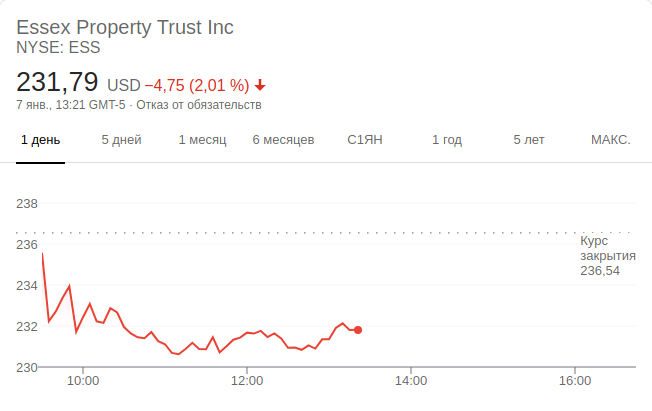 Essex Property Trust Inc
NYSE: ESS
231,79 USD −4,75 (2,01 %)
7 янв., 13:21 GMT-5 · Отказ от обязательств
1 день 5 дней 1 месяц 6 месяцев С1ЯН 1 год 5 лет МАКС.
238
236
234
232
230
Курс
закрытия
236,54
10:00 12:00 14:00 16:00